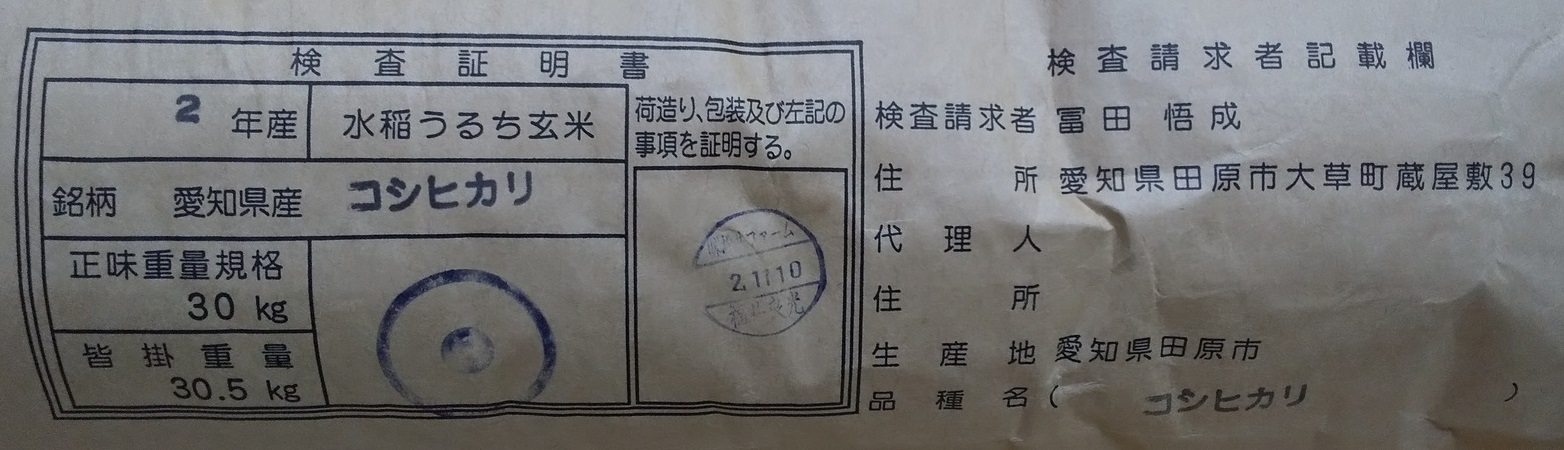 検査証明書
2年産 水稲うるち玄米
銘柄 愛知県産 コシヒカリ
正味重量規格
30 kg
皆掛重量
30.5 kg
荷造り、包装及び左記の
事項を証明する。
ファーム
2.11.10
検査請求者記載欄
検査請求者 冨田 悟成
住所 愛知県田原市大草町蔵屋敷39
代理人
住所
生産地 愛知県田原市
品種名( コシヒカリ )